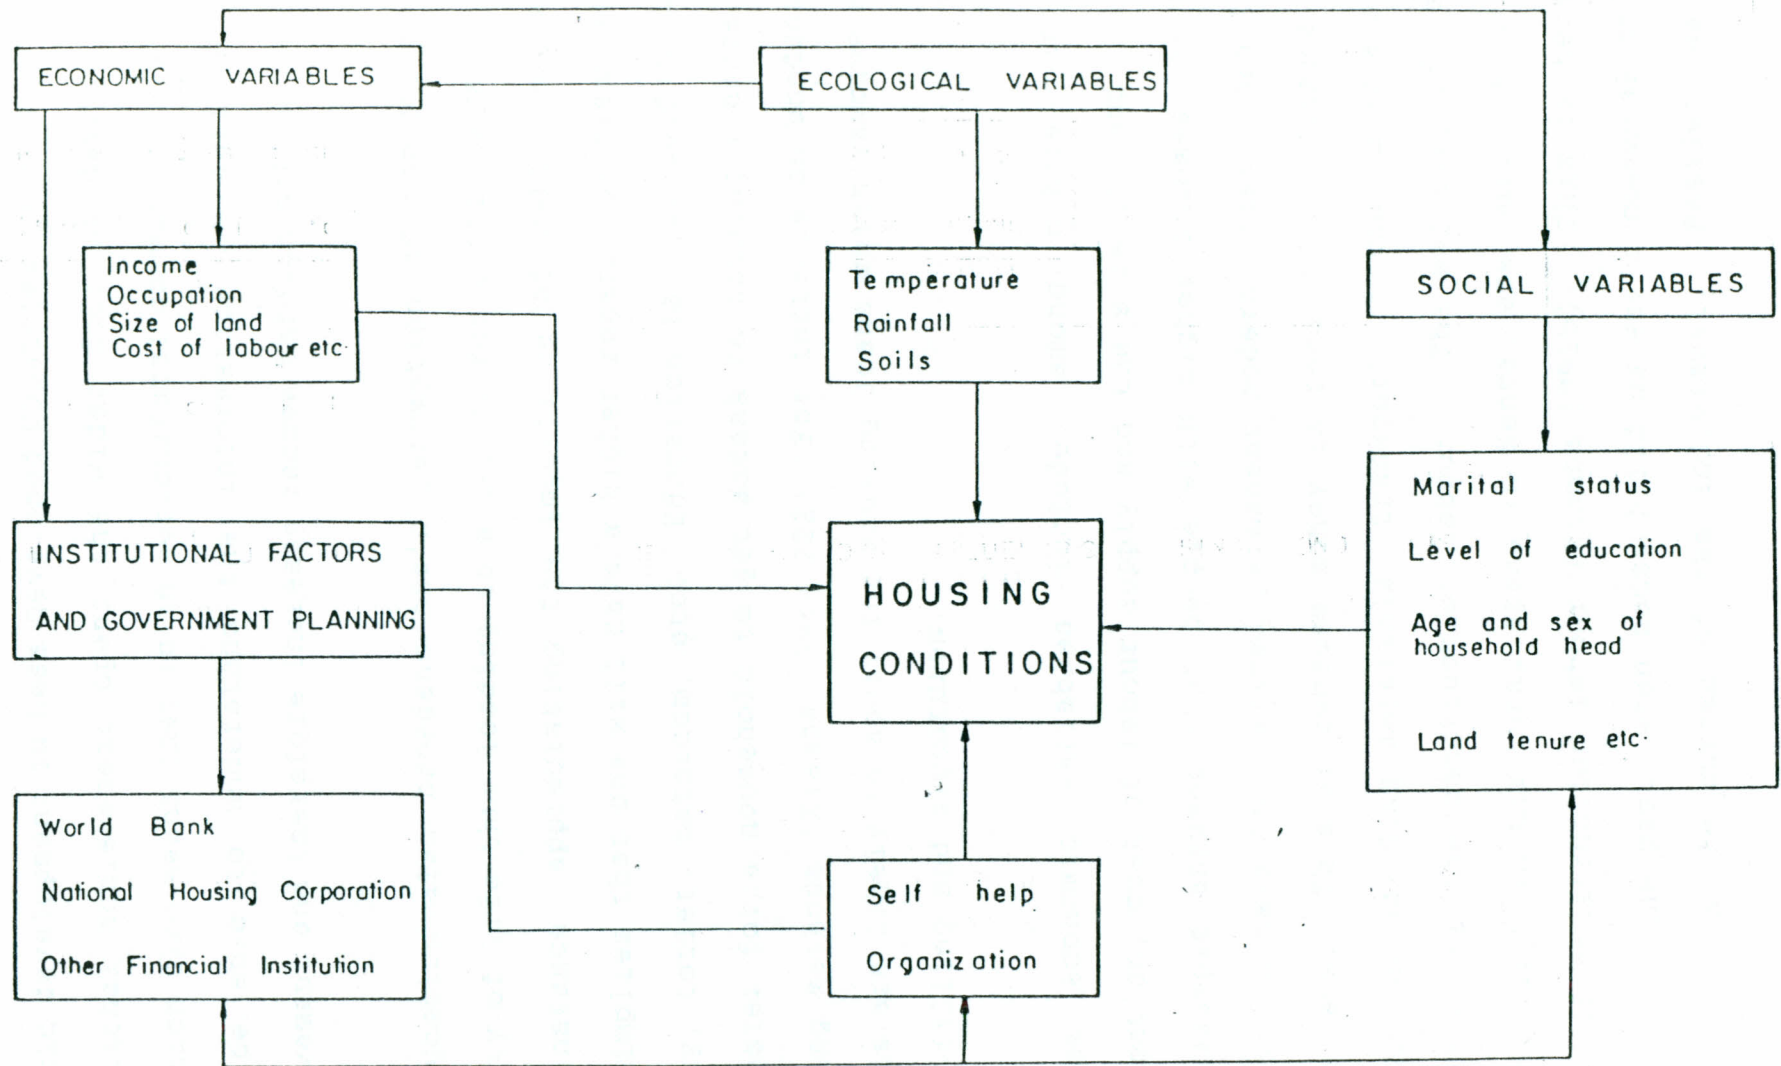 ECONOMIC VARIABLES
ECOLOGICAL VARIABLES
Income
Occupation
Size of land
Cost of labour etc.
Temperature
Rainfall
Soils
SOCIAL VARIABLES
INSTITUTIONAL FACTORS
AND GOVERNMENT PLANNING
HOUSING
CONDITIONS
Marital status
Level of education
Age and sex of
household head
Land tenure etc.
World Bank
National Housing Corporation
Other Financial Institution
Self help
Organization